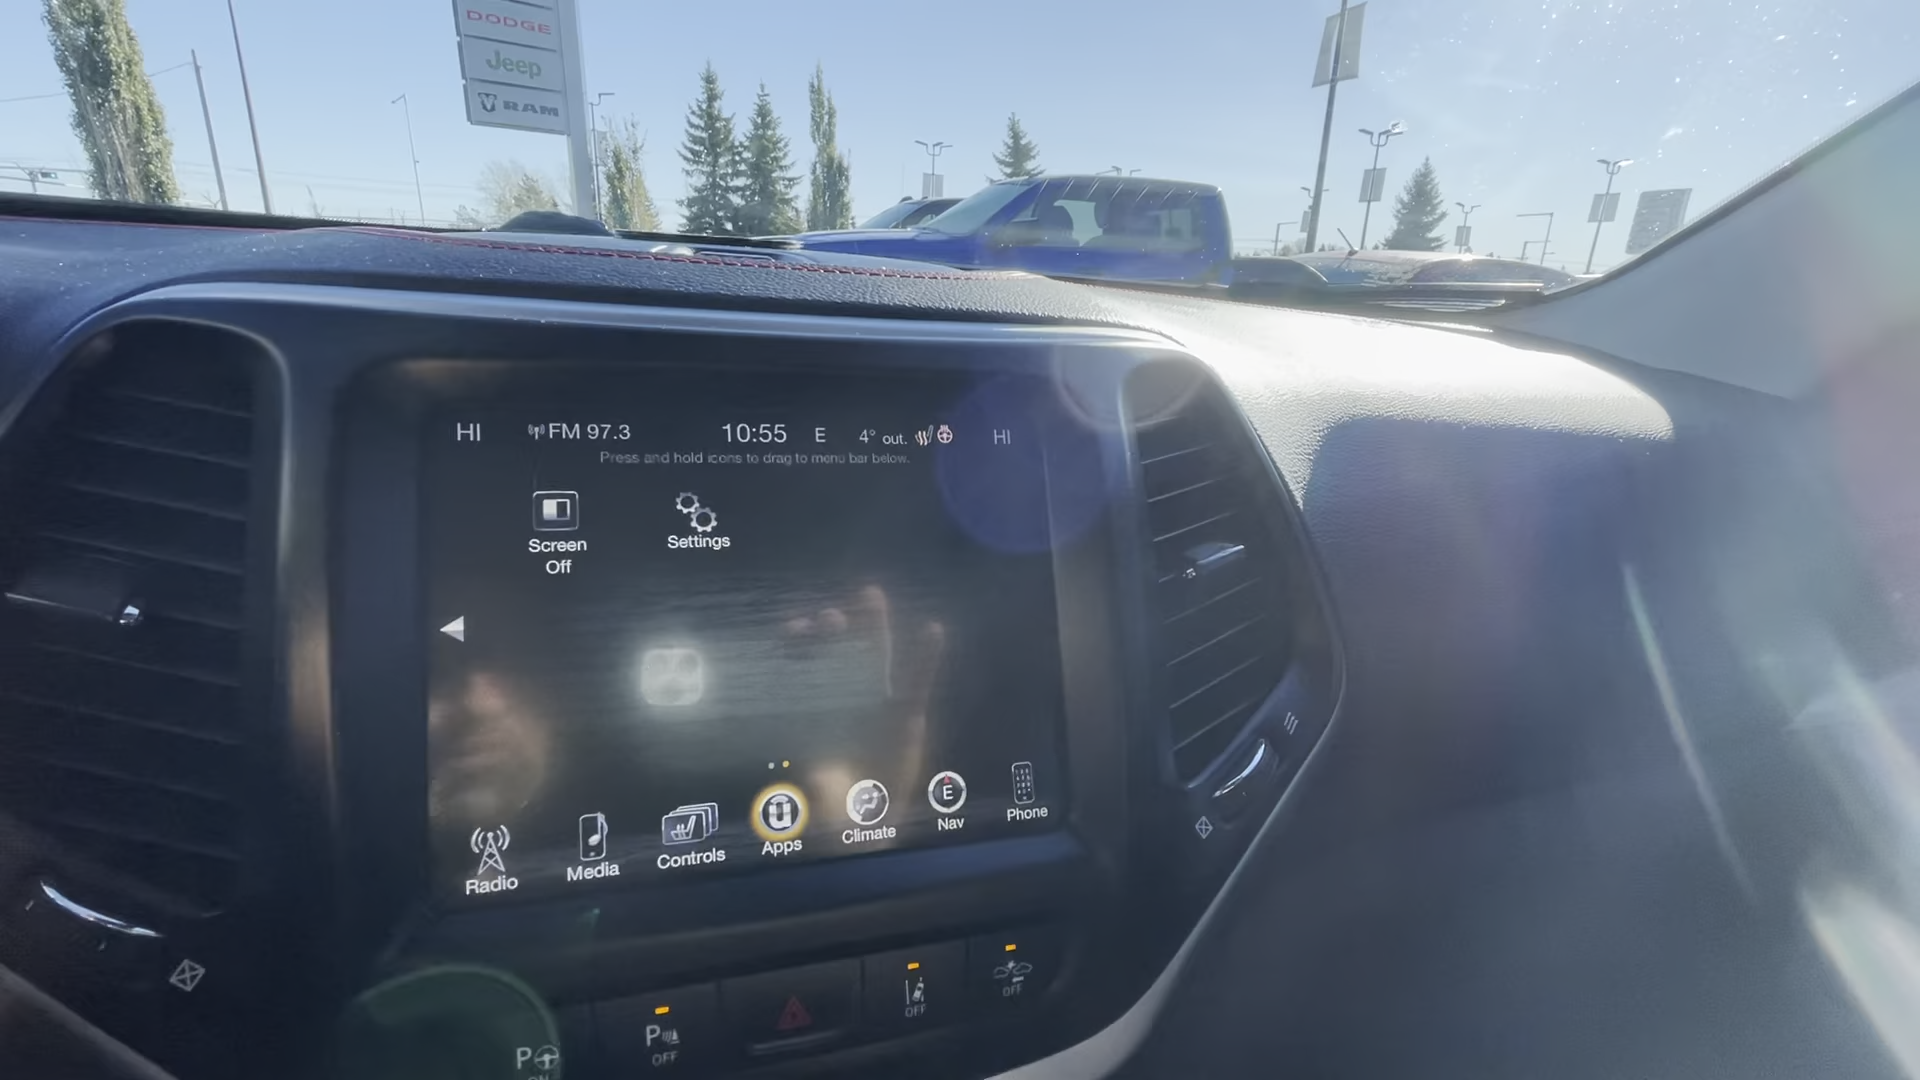 DODGE
Jeep
RAM
HI FM 97.3 10:55 E 4° out. HI
Press and hold icons to drag to menu bar below.
Screen
Off
Settings
E
Radio
Media
Controls
Apps
Climate
Nav
Phone
OFF
OFF
P
OFF
P